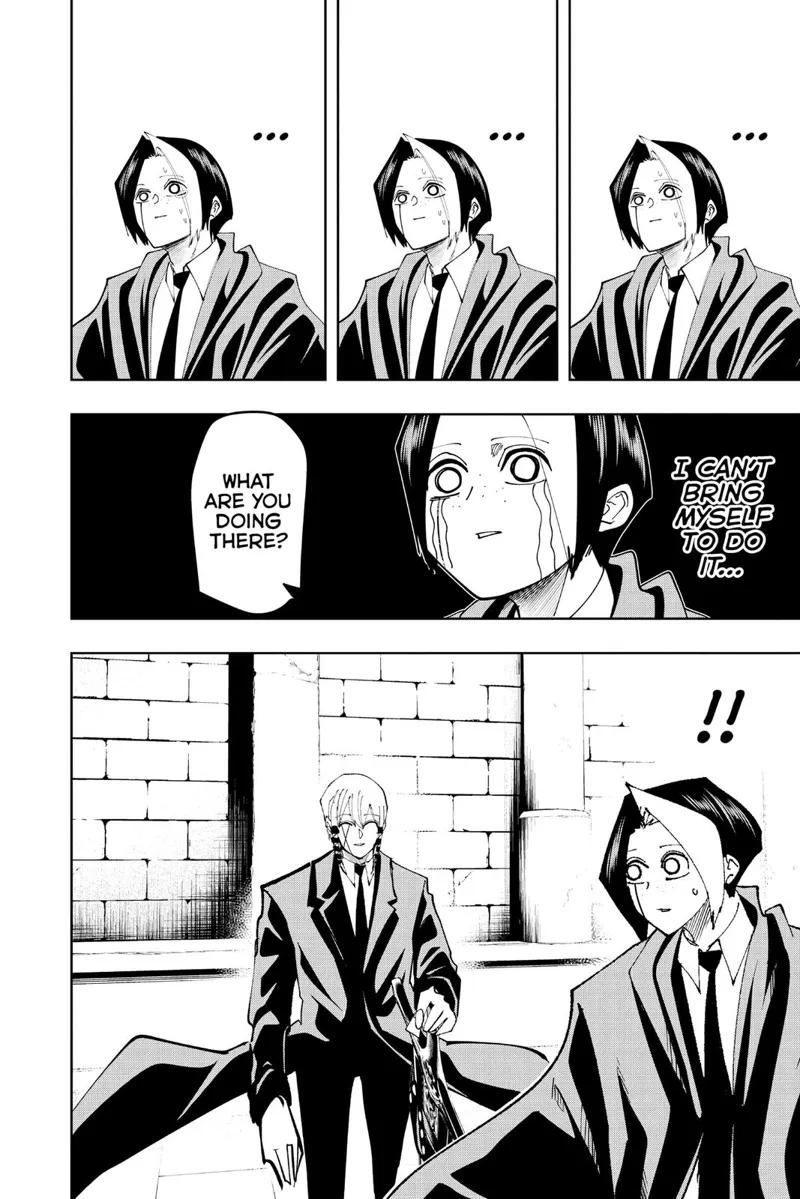 ...
...
...
I CAN'T
BRING
MYSELF
TO DO
IT...
WHAT
ARE YOU
DOING
THERE?
!!